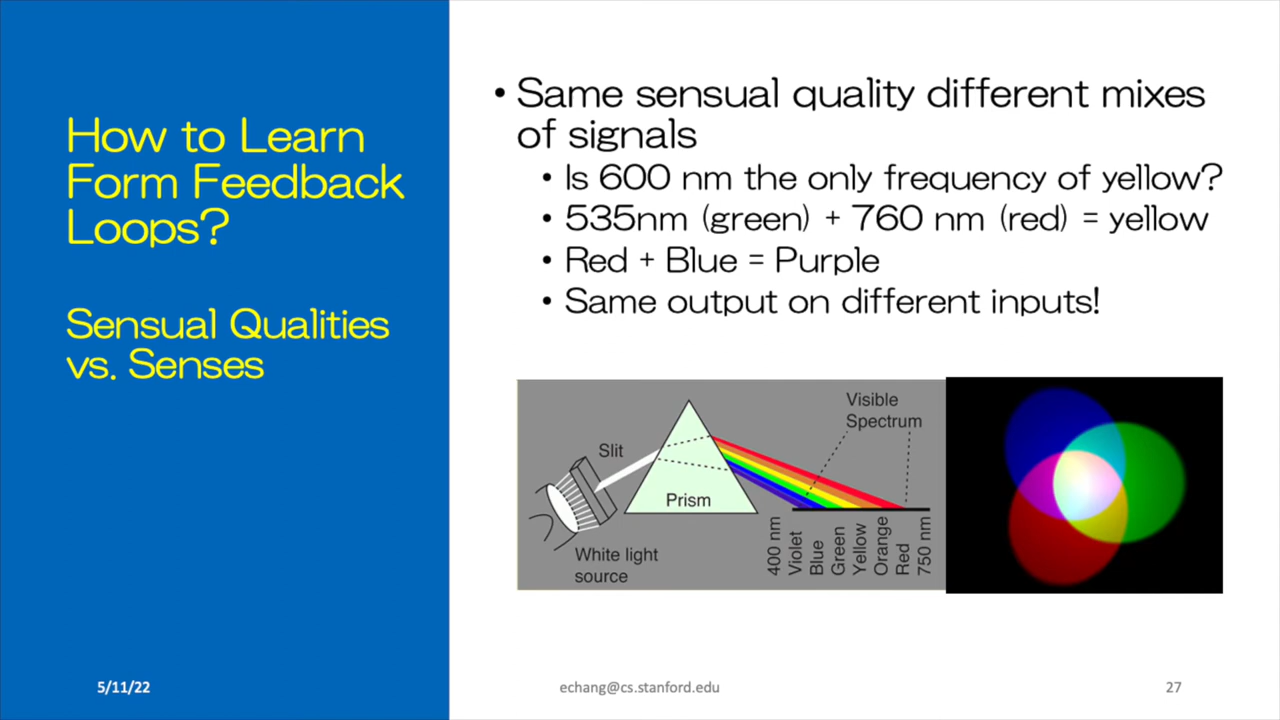 How to Learn
Form Feedback
Loops?
Sensual Qualities
vs. Senses
• Same sensual quality different mixes
of signals
• Is 600 nm the only frequency of yellow?
• 535nm (green) + 760 nm (red) = yellow
• Red + Blue = Purple
• Same output on different inputs!
Visible
Spectrum
Slit
Prism
White light
source
400 nm
Violet
Blue
Green
Yellow
Orange
Red
750 nm
5/11/22
echang@cs.stanford.edu
27